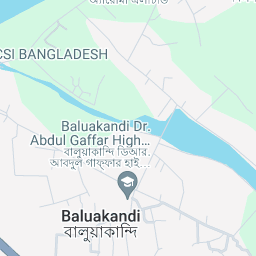 CSI BANGLADESH
Baluakandi Dr.
Abdul Gaffar High...
বালুয়াকান্দি ডিআর.
আবদুল গাফ্ফার হাই...
Baluakandi
বালুয়াকান্দি